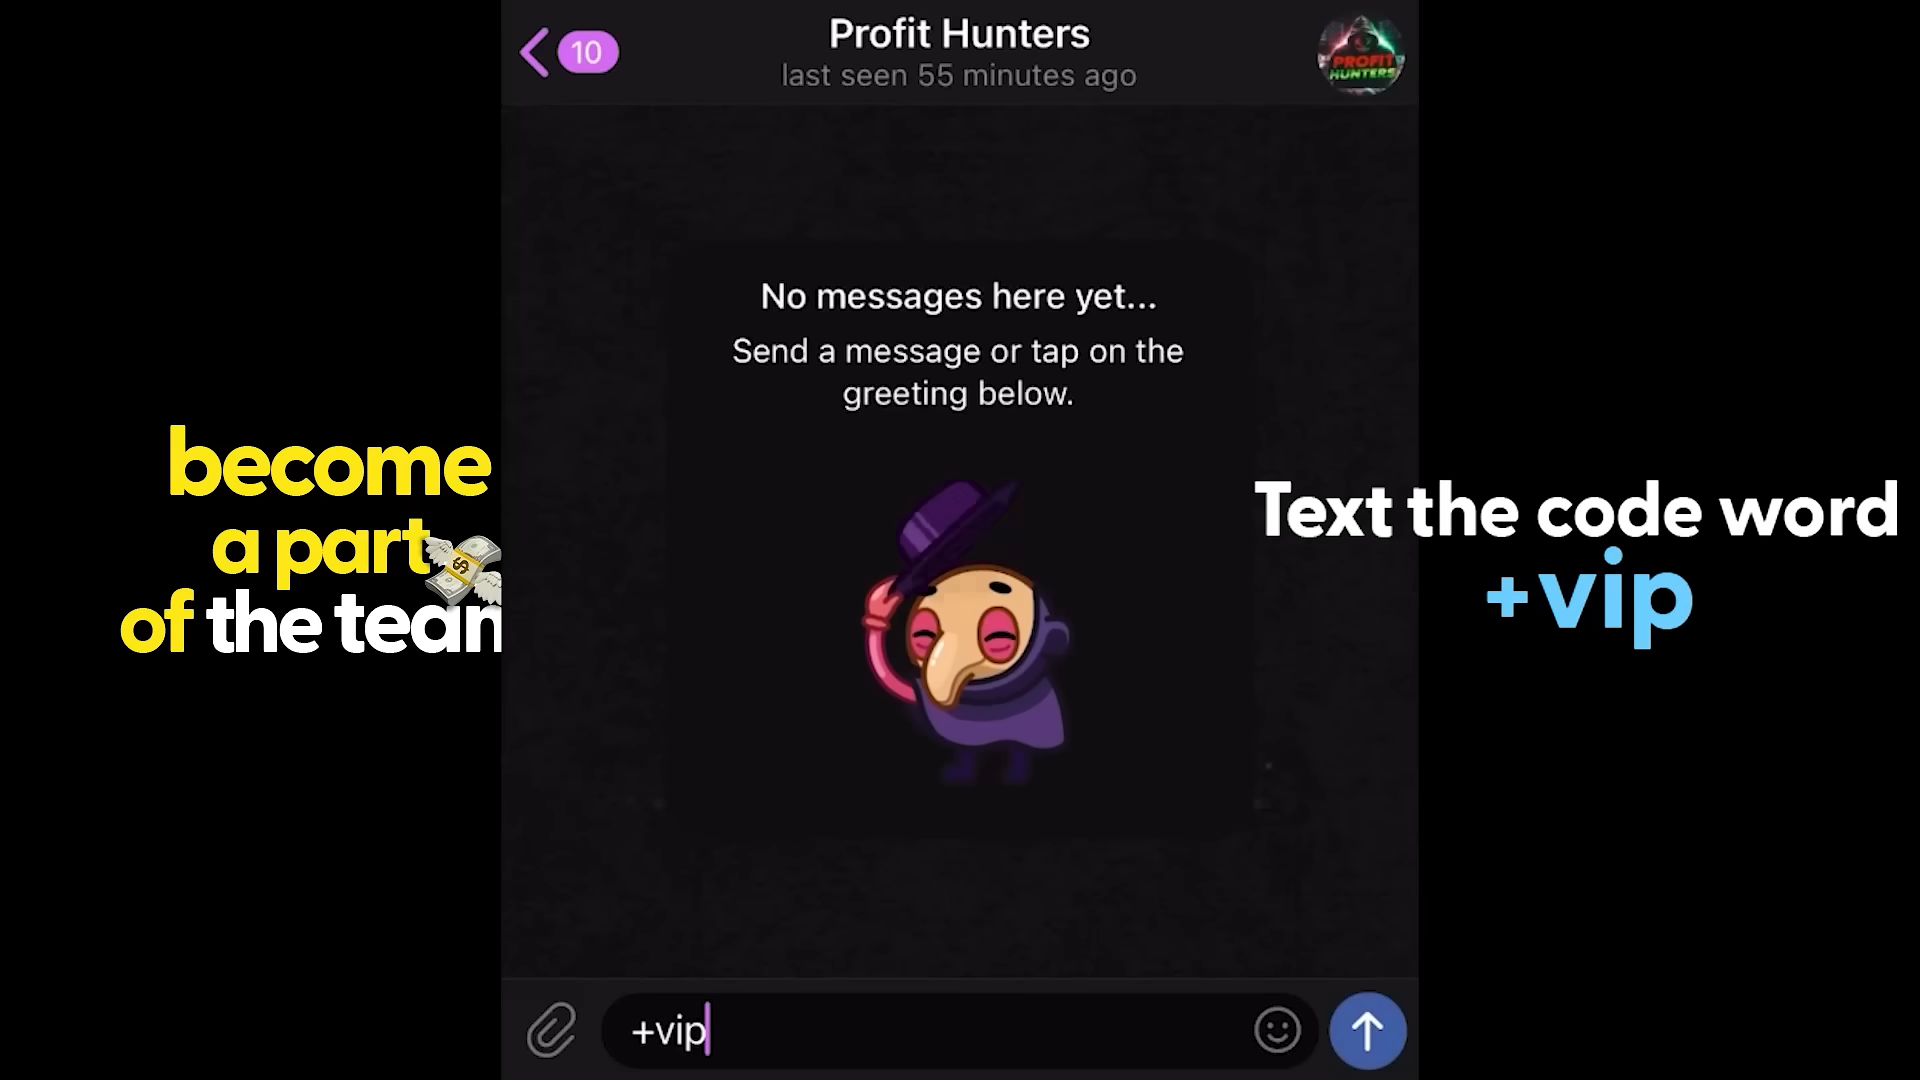 10
Profit Hunters
last seen 55 minutes ago
PROFIT
HUNTERS
No messages here yet...
Send a message or tap on the
greeting below.
become
a part
of the team
Text the code word
+vip
+vip